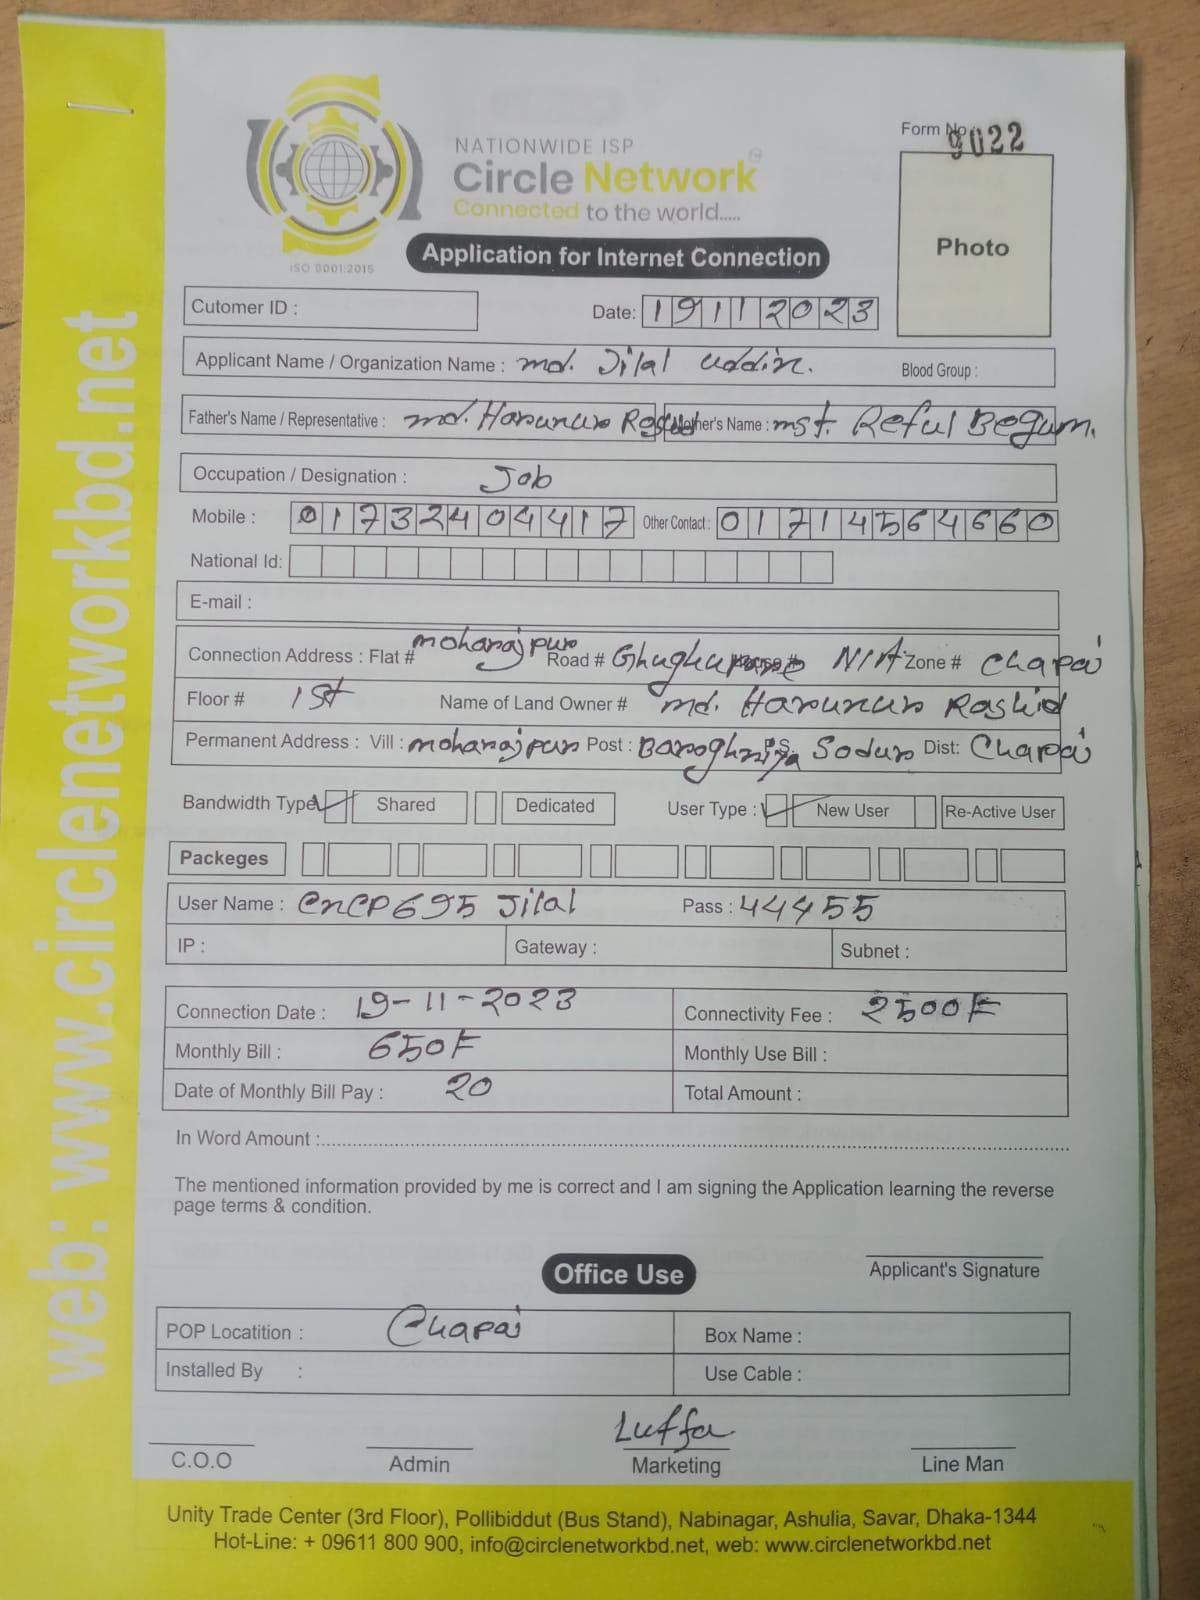 web: www.circlenetworkbd.net
ISO 9001:2015
NATIONWIDE ISP
Circle Network
Connected to the world.....
Application for Internet Connection
Form No 9022
Photo
Cutomer ID :
Date: 19112023
Applicant Name / Organization Name : md. Jilal uddin. Blood Group :
Father's Name / Representative : md. Harunur Mother's Name : mst. Reful Begum.
Occupation / Designation : Job
Mobile : 01732404417 Other Contact : 01714564660
National Id:
E-mail :
Connection Address : Flat # moharajpur Road # N/A Zone # Chapai
Floor # 1st Name of Land Owner # md. Harunur Rashid
Permanent Address : Vill : moharajpur Post : P.S. Sodur Dist: Chapai
Bandwidth Type Shared Dedicated User Type : New User Re-Active User
Packeges
User Name : CnCP695 Jilal Pass : 44455
IP : Gateway : Subnet :
Connection Date : 19-11-2023 Connectivity Fee : 2500
Monthly Bill : 650 Monthly Use Bill :
Date of Monthly Bill Pay : 20 Total Amount :
In Word Amount :
The mentioned information provided by me is correct and I am signing the Application learning the reverse
page terms & condition.
Applicant's Signature
Office Use
POP Locatition : Chapai Box Name :
Installed By : Use Cable :
Luffa
C.O.O Admin Marketing Line Man
Unity Trade Center (3rd Floor), Pollibiddut (Bus Stand), Nabinagar, Ashulia, Savar, Dhaka-1344
Hot-Line: + 09611 800 900, info@circlenetworkbd.net, web: www.circlenetworkbd.net